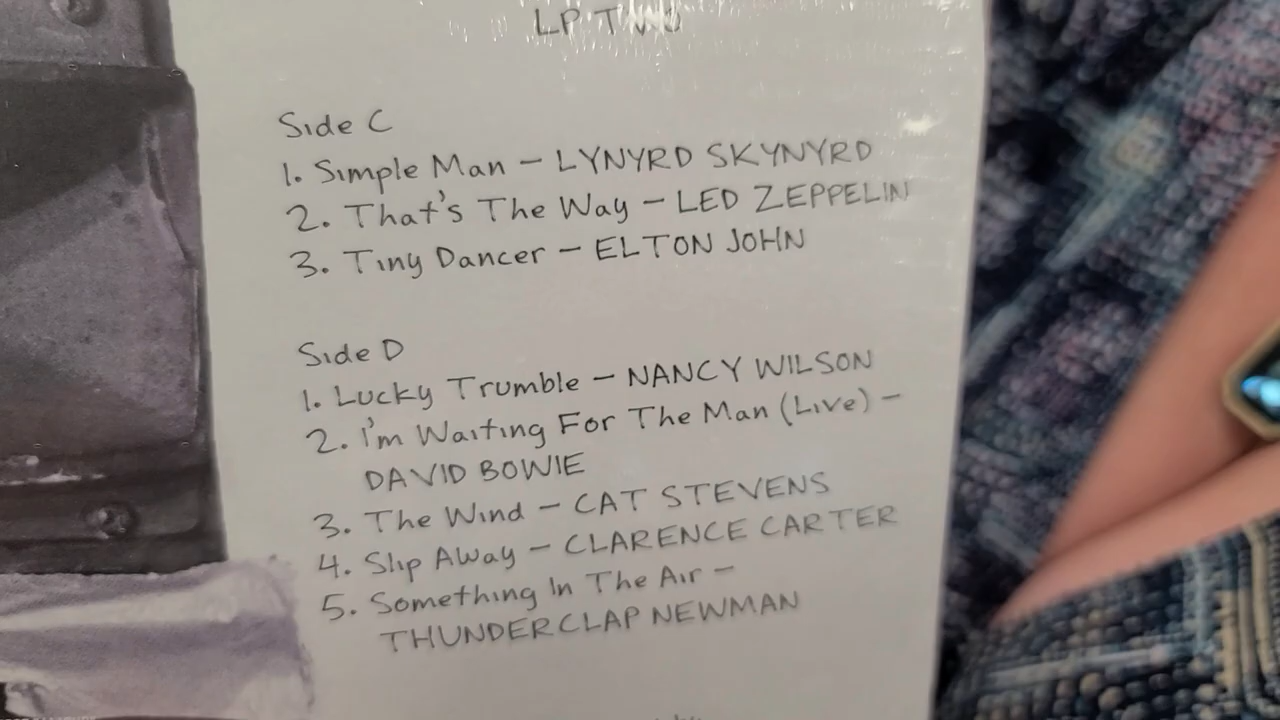 LP TWO
Side C
1. Simple Man – LYNYRD SKYNYRD
2. That's The Way – LED ZEPPELIN
3. Tiny Dancer – ELTON JOHN
Side D
1. Lucky Trumble – NANCY WILSON
2. I'm Waiting For The Man (Live) –
DAVID BOWIE
3. The Wind – CAT STEVENS
4. Slip Away – CLARENCE CARTER
5. Something In The Air –
THUNDERCLAP NEWMAN